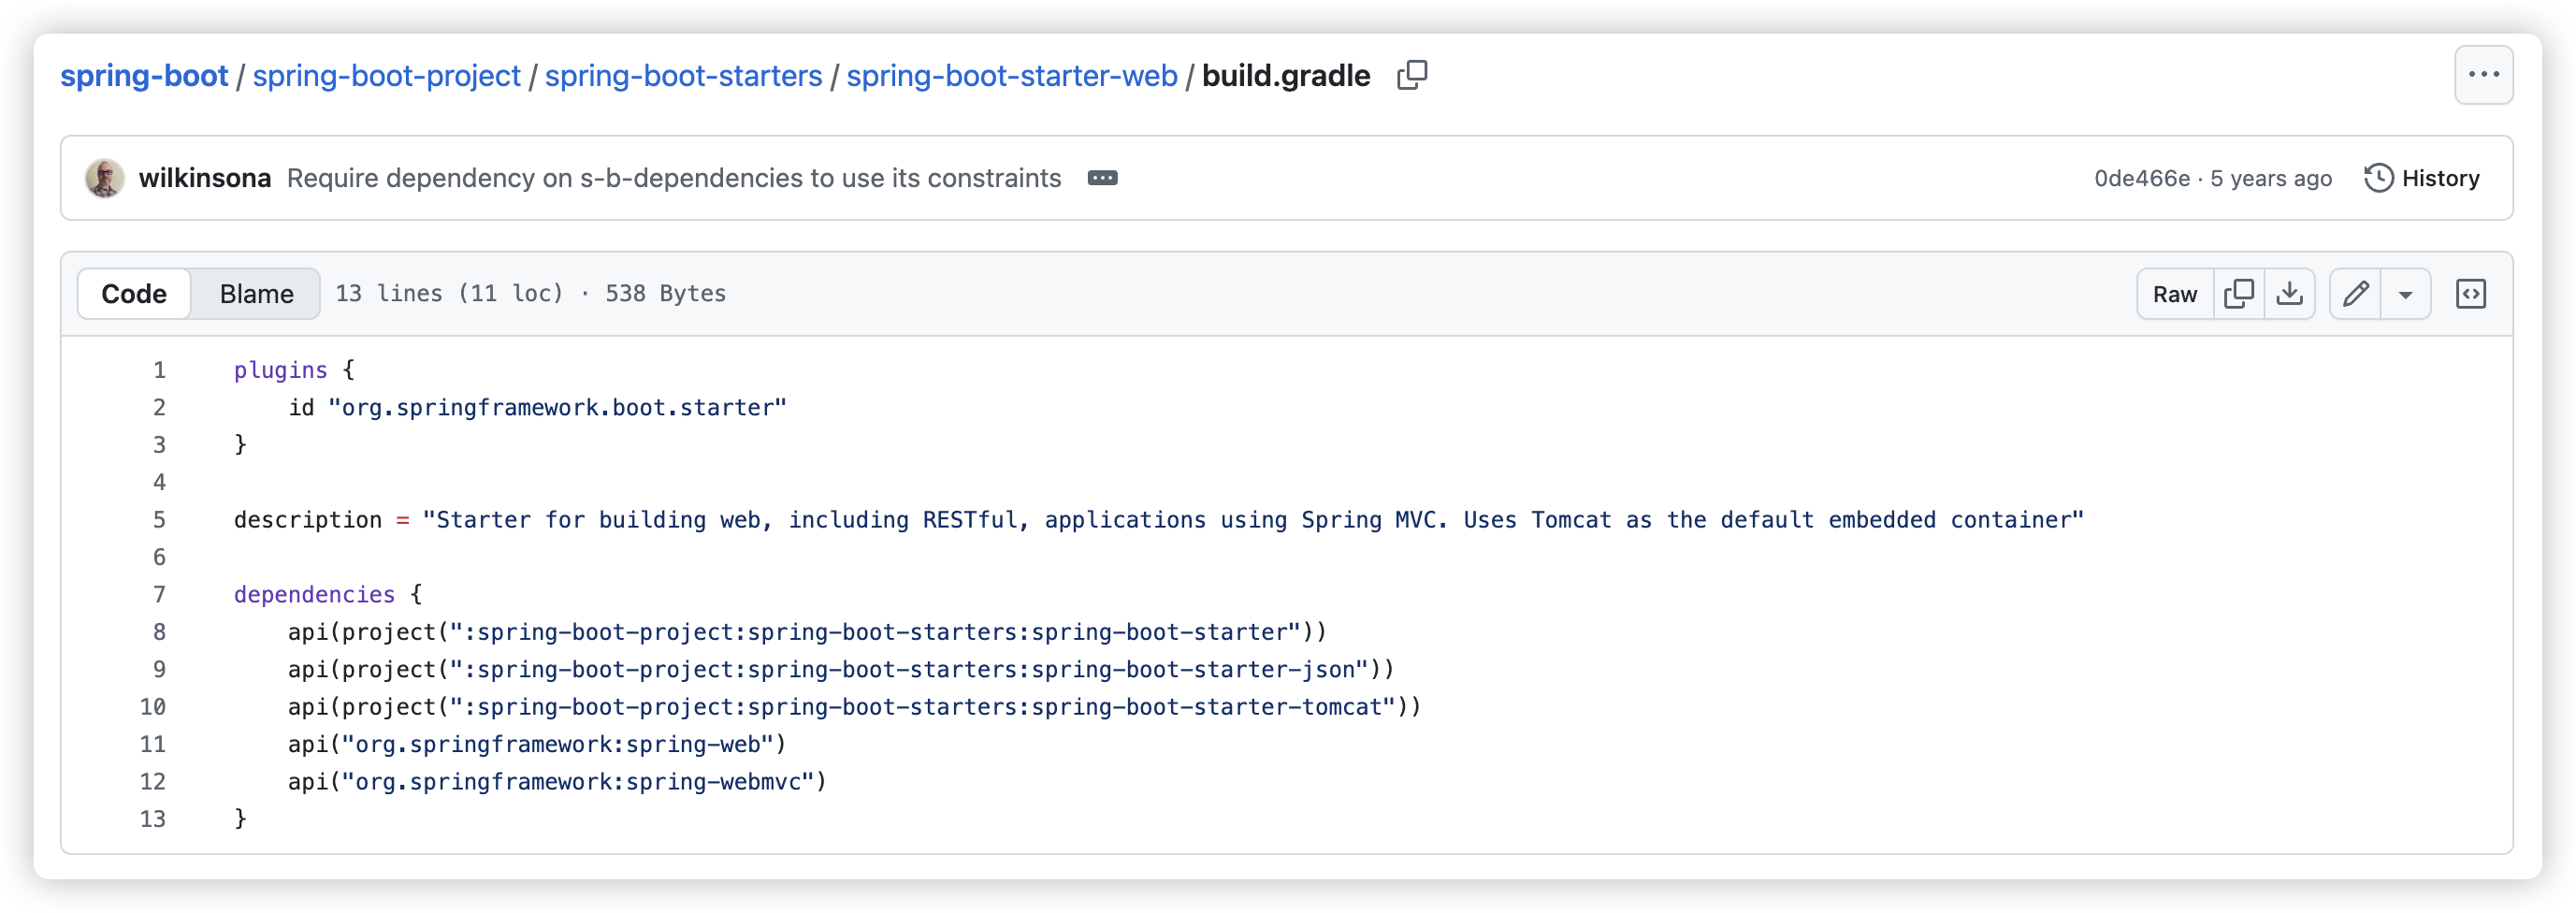 spring-boot / spring-boot-project / spring-boot-starters / spring-boot-starter-web / build.gradle
wilkinsona Require dependency on s-b-dependencies to use its constraints 0de466e · 5 years ago History
Code Blame 13 lines (11 loc) · 538 Bytes Raw
1 plugins {
2     id "org.springframework.boot.starter"
3 }
4
5 description = "Starter for building web, including RESTful, applications using Spring MVC. Uses Tomcat as the default embedded container"
6
7 dependencies {
8     api(project(":spring-boot-project:spring-boot-starters:spring-boot-starter"))
9     api(project(":spring-boot-project:spring-boot-starters:spring-boot-starter-json"))
10     api(project(":spring-boot-project:spring-boot-starters:spring-boot-starter-tomcat"))
11     api("org.springframework:spring-web")
12     api("org.springframework:spring-webmvc")
13 }